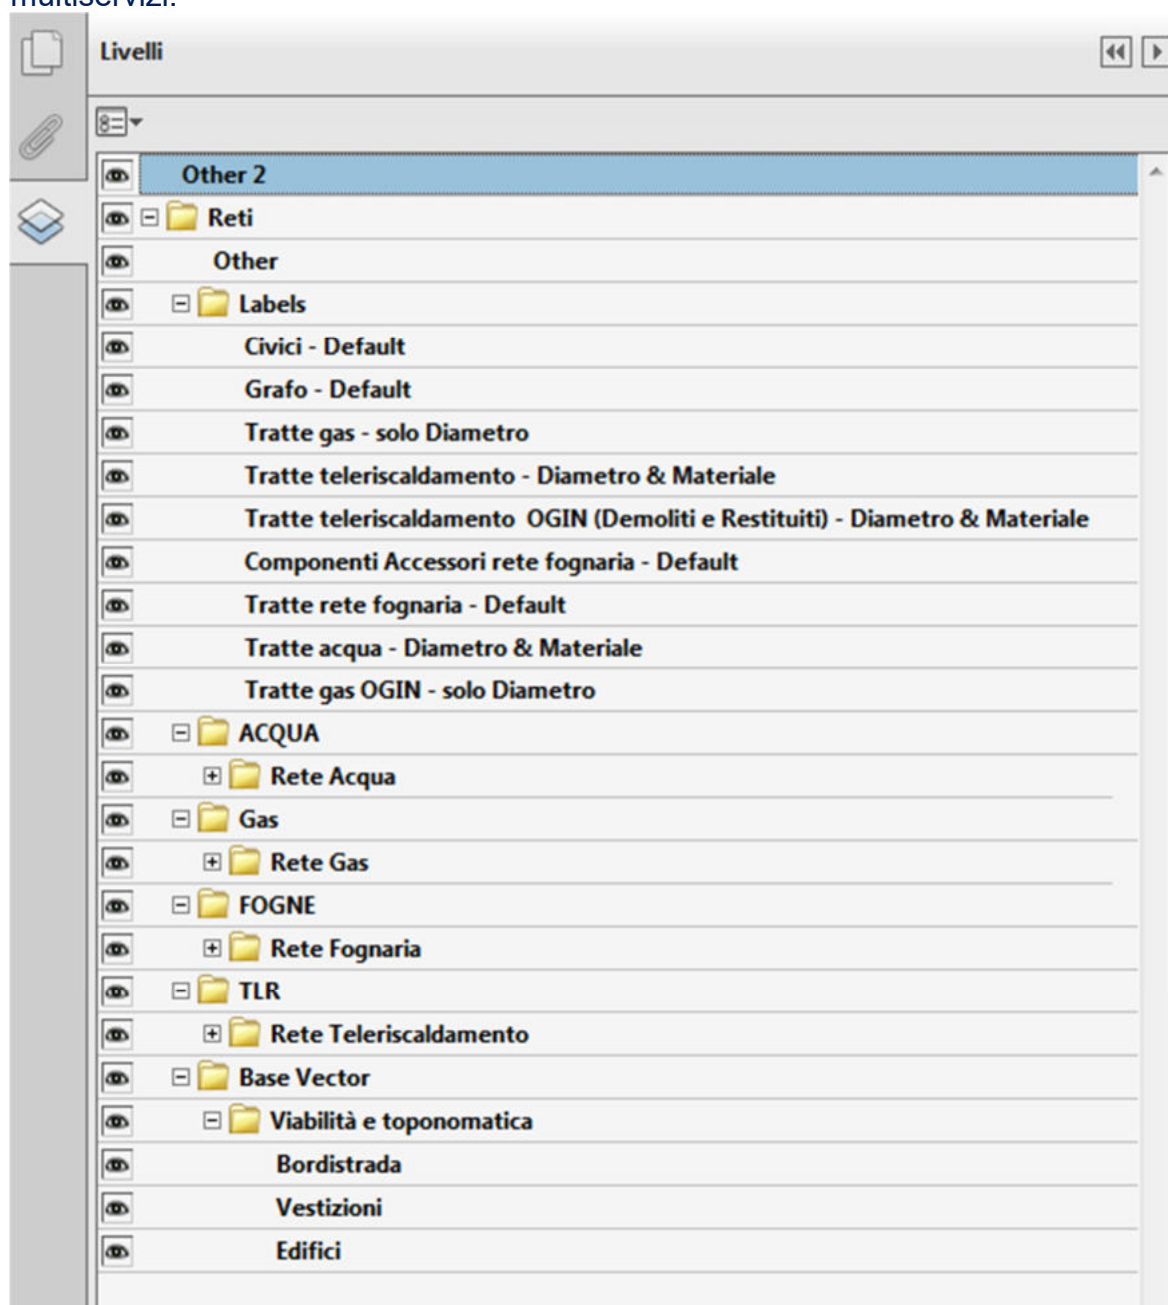 multiservizi.
Livelli
Other 2
Reti
Other
Labels
Civici - Default
Grafo - Default
Tratte gas - solo Diametro
Tratte teleriscaldamento - Diametro & Materiale
Tratte teleriscaldamento  OGIN (Demoliti e Restituiti) - Diametro & Materiale
Componenti Accessori rete fognaria - Default
Tratte rete fognaria - Default
Tratte acqua - Diametro & Materiale
Tratte gas OGIN - solo Diametro
ACQUA
Rete Acqua
Gas
Rete Gas
FOGNE
Rete Fognaria
TLR
Rete Teleriscaldamento
Base Vector
Viabilità e toponomatica
Bordistrada
Vestizioni
Edifici